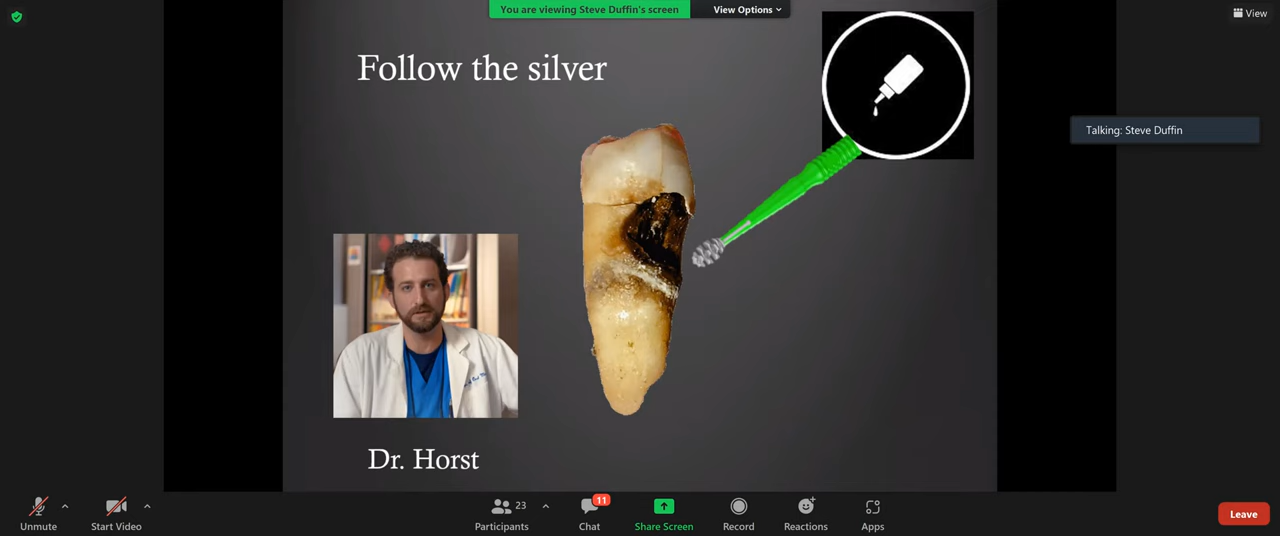 You are viewing Steve Duffin's screen
View Options
View
Follow the silver
Talking: Steve Duffin
Dr. Horst
23
11
Unmute
Start Video
Participants
Chat
Share Screen
Record
Reactions
Apps
Leave